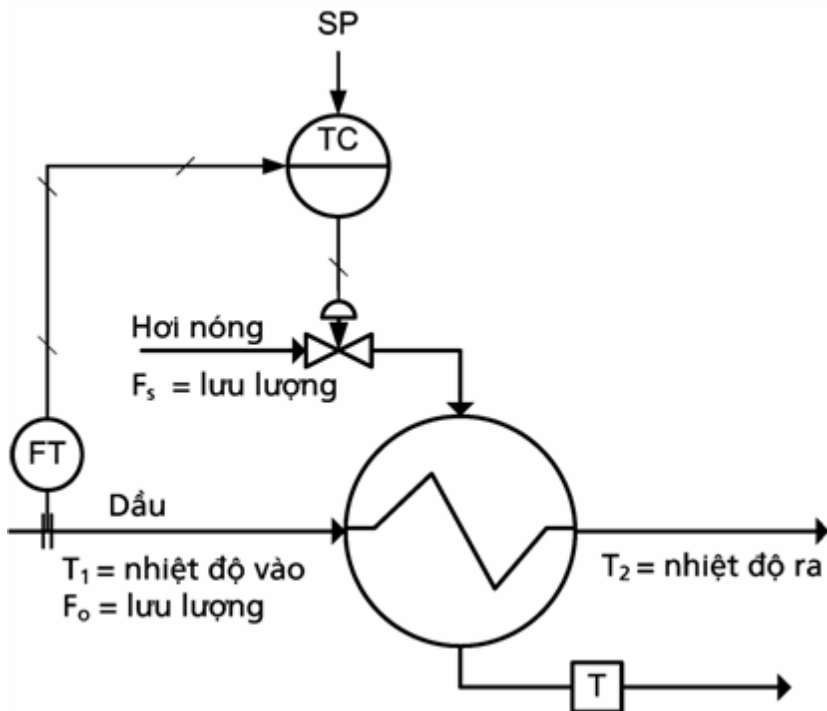 SP
TC
Hơi nóng
Fₛ = lưu lượng
FT
Dầu
T₁ = nhiệt độ vào
Fₒ = lưu lượng
T₂ = nhiệt độ ra
T